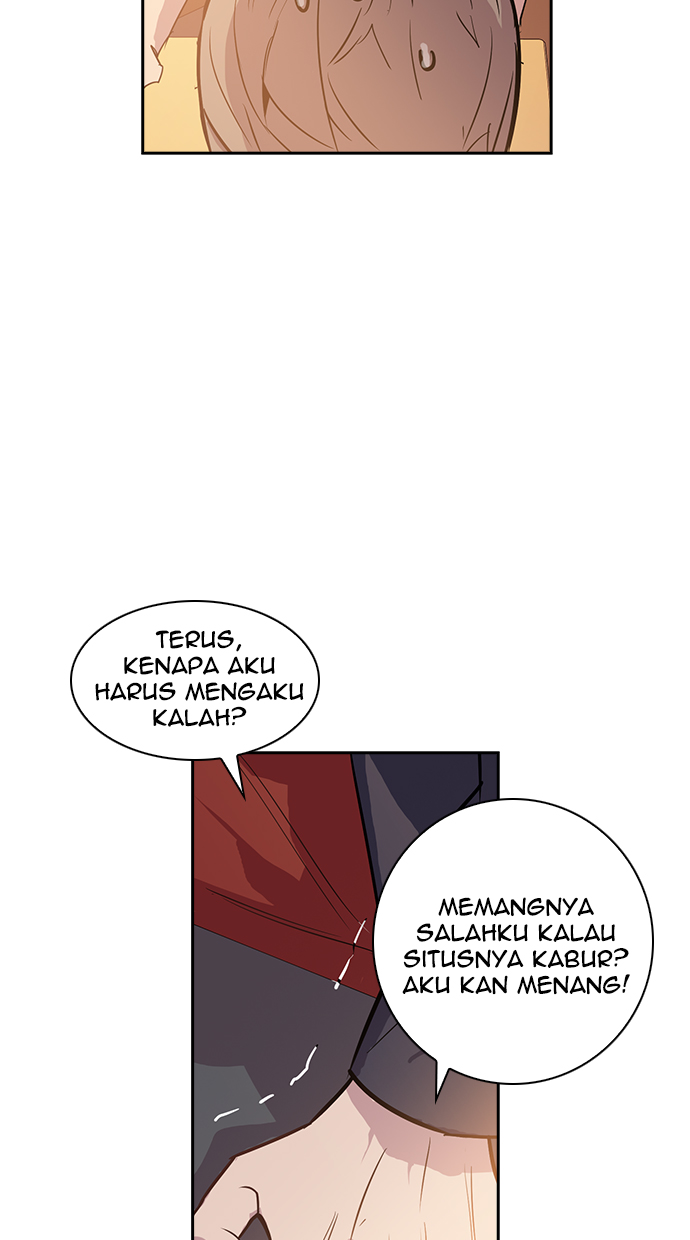 TERUS,
KENAPA AKU
HARUS MENGAKU
KALAH?
MEMANGNYA
SALAHKU KALAU
SITUSNYA KABUR?
AKU KAN MENANG!